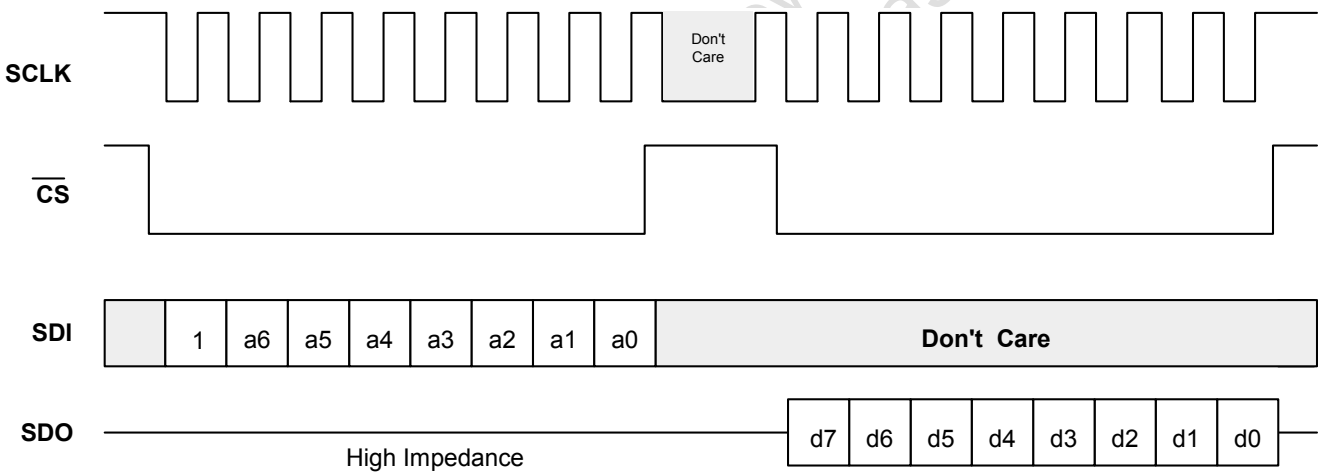 SCLK
Don't
Care
CS
SDI
1 a6 a5 a4 a3 a2 a1 a0 Don't Care
SDO
d7 d6 d5 d4 d3 d2 d1 d0
High Impedance